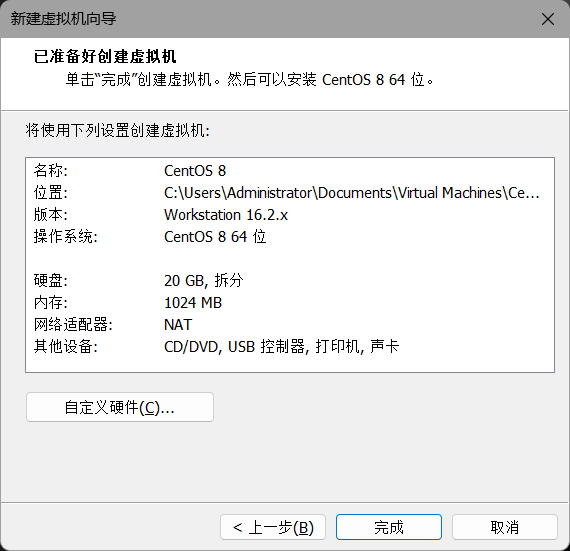 新建虚拟机向导
已准备好创建虚拟机
单击“完成”创建虚拟机。然后可以安装 CentOS 8 64 位。
将使用下列设置创建虚拟机:
名称: CentOS 8
位置: C:\Users\Administrator\Documents\Virtual Machines\Ce...
版本: Workstation 16.2.x
操作系统: CentOS 8 64 位
硬盘: 20 GB, 拆分
内存: 1024 MB
网络适配器: NAT
其他设备: CD/DVD, USB 控制器, 打印机, 声卡
自定义硬件(C)...
< 上一步(B) 完成 取消